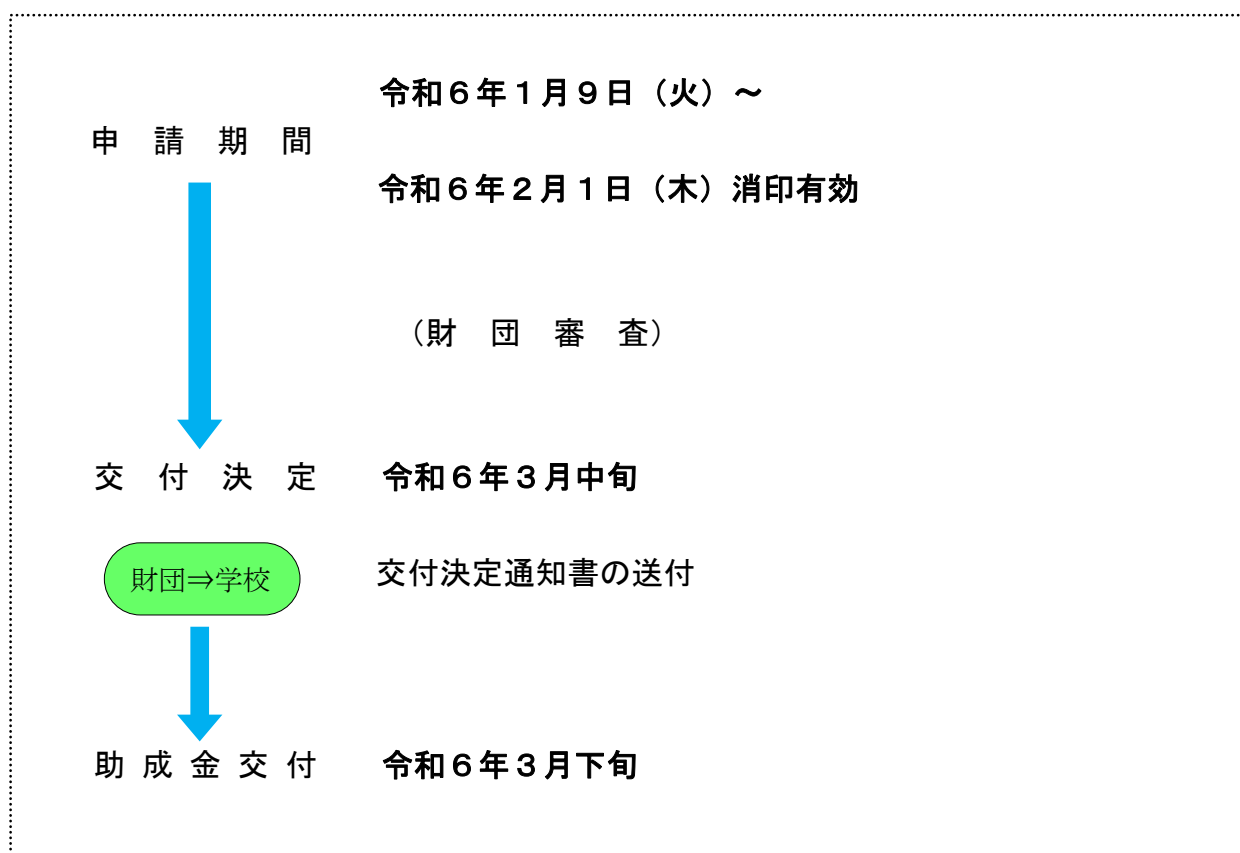 令和６年１月９日（火）～
申　請　期　間
令和６年２月１日（木）消印有効
（財　団　審　査）
交　付　決　定　　令和６年３月中旬
財団⇒学校　　交付決定通知書の送付
助 成 金 交 付　　令和６年３月下旬